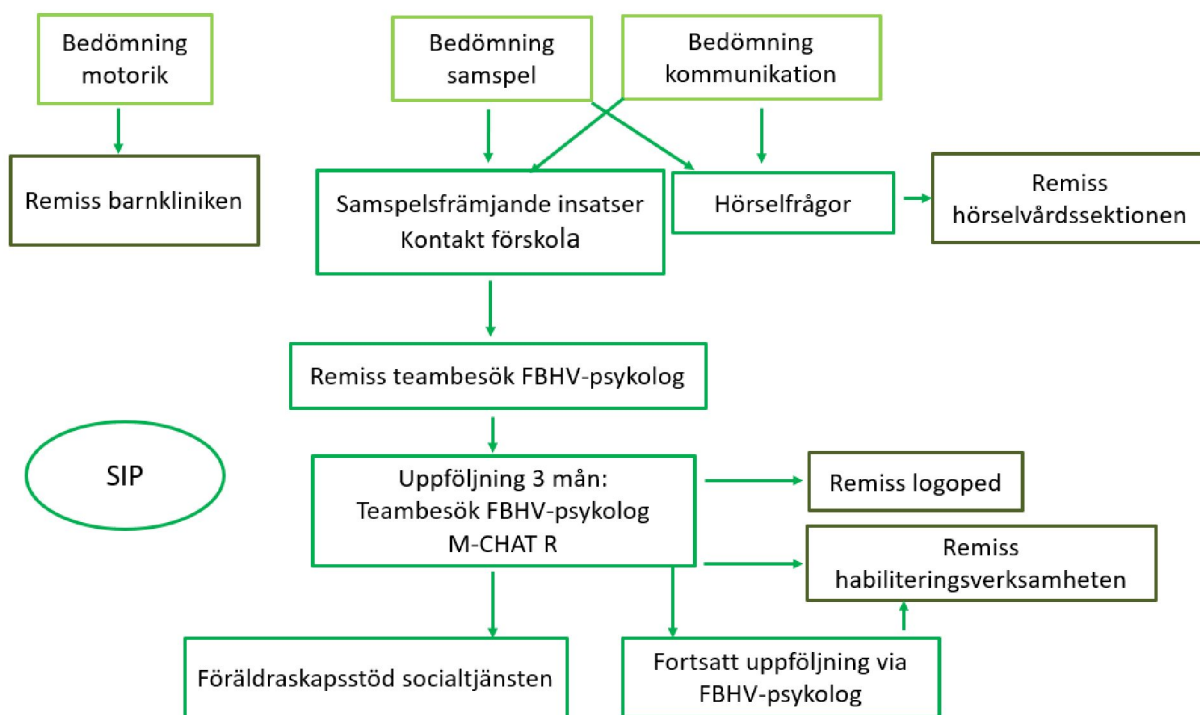 Bedömning
motorik
Bedömning
samspel
Bedömning
kommunikation
Remiss barnkliniken
Samspelsfrämjande insatser
Kontakt förskola
Hörselfrågor
Remiss
hörselvårdssektionen
Remiss teambesök FBHV-psykolog
SIP
Uppföljning 3 mån:
Teambesök FBHV-psykolog
M-CHAT R
Remiss logoped
Remiss
habiliteringsverksamheten
Föräldraskapsstöd socialtjänsten
Fortsatt uppföljning via
FBHV-psykolog